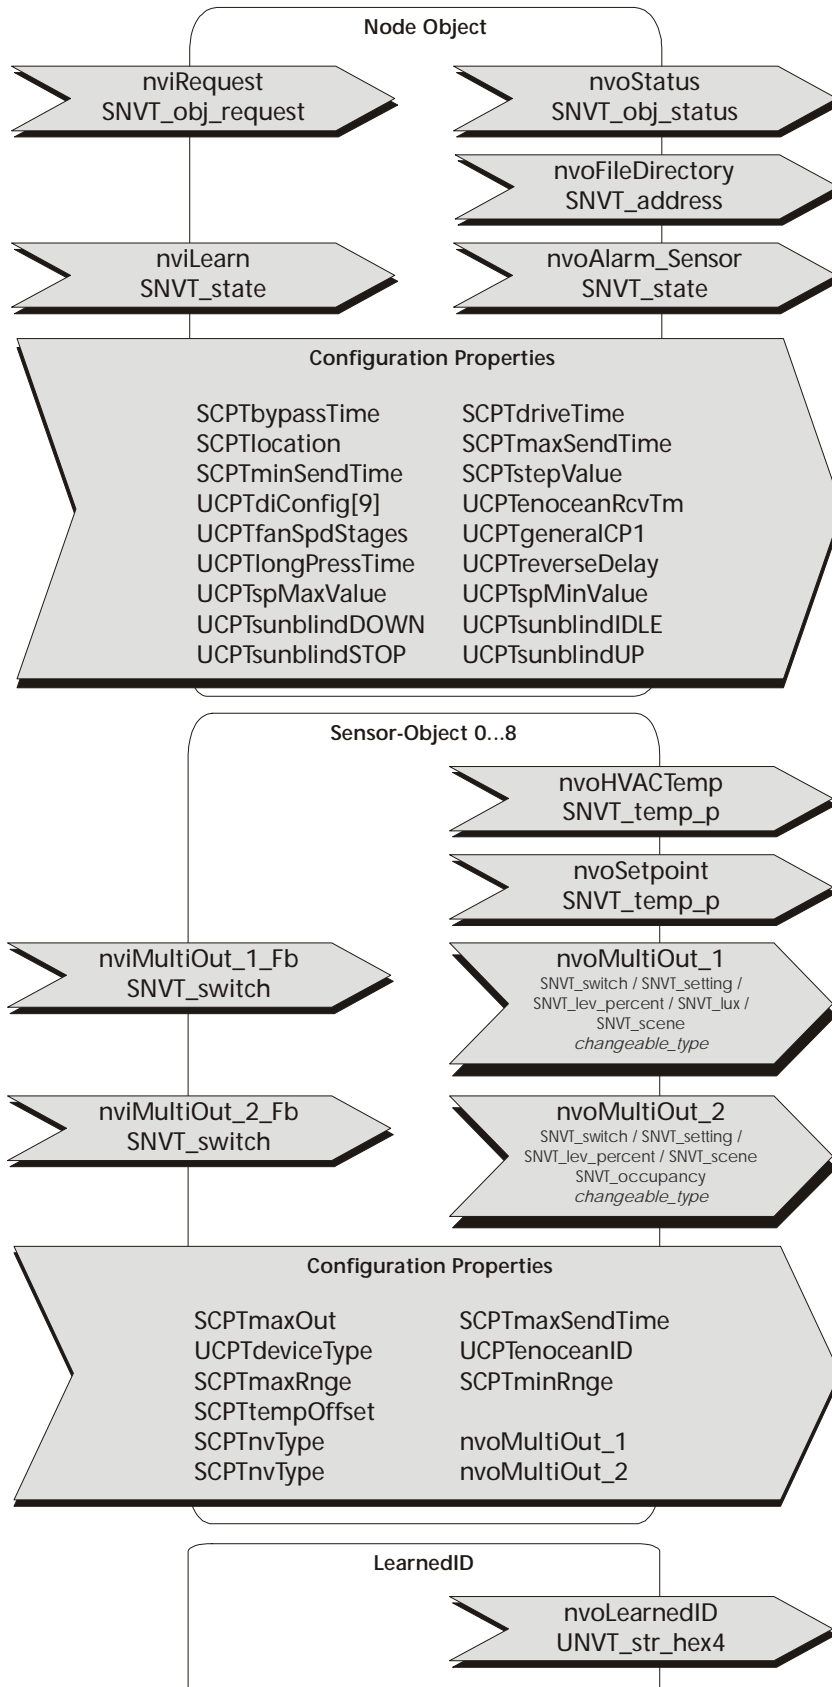 Node Object
nviRequest
SNVT_obj_request
nvoStatus
SNVT_obj_status
nvoFileDirectory
SNVT_address
nviLearn
SNVT_state
nvoAlarm_Sensor
SNVT_state
Configuration Properties
SCPTbypassTime SCPTdriveTime
SCPTlocation SCPTmaxSendTime
SCPTminSendTime SCPTstepValue
UCPTdiConfig[9] UCPTenoceanRcvTm
UCPTfanSpdStages UCPTgeneralCP1
UCPTlongPressTime UCPTreverseDelay
UCPTspMaxValue UCPTspMinValue
UCPTsunblindDOWN UCPTsunblindIDLE
UCPTsunblindSTOP UCPTsunblindUP
Sensor-Object 0...8
nvoHVACTemp
SNVT_temp_p
nvoSetpoint
SNVT_temp_p
nviMultiOut_1_Fb
SNVT_switch
nvoMultiOut_1
SNVT_switch / SNVT_setting /
SNVT_lev_percent / SNVT_lux /
SNVT_scene
changeable_type
nviMultiOut_2_Fb
SNVT_switch
nvoMultiOut_2
SNVT_switch / SNVT_setting /
SNVT_lev_percent / SNVT_scene
SNVT_occupancy
changeable_type
Configuration Properties
SCPTmaxOut SCPTmaxSendTime
UCPTdeviceType UCPTenoceanID
SCPTmaxRnge SCPTminRnge
SCPTtempOffset
SCPTnvType nvoMultiOut_1
SCPTnvType nvoMultiOut_2
LearnedID
nvoLearnedID
UNVT_str_hex4